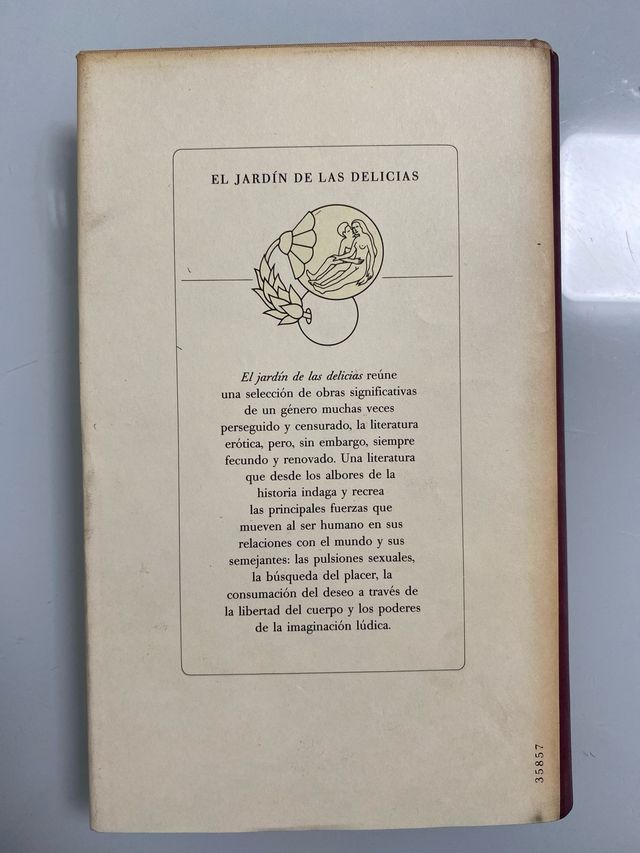 EL JARDÍN DE LAS DELICIAS
El jardín de las delicias reúne
una selección de obras significativas
de un género muchas veces
perseguido y censurado, la literatura
erótica, pero, sin embargo, siempre
fecundo y renovado. Una literatura
que desde los albores de la
historia indaga y recrea
las principales fuerzas que
mueven al ser humano en sus
relaciones con el mundo y sus
semejantes: las pulsiones sexuales,
la búsqueda del placer, la
consumación del deseo a través de
la libertad del cuerpo y los poderes
de la imaginación lúdica.
35857